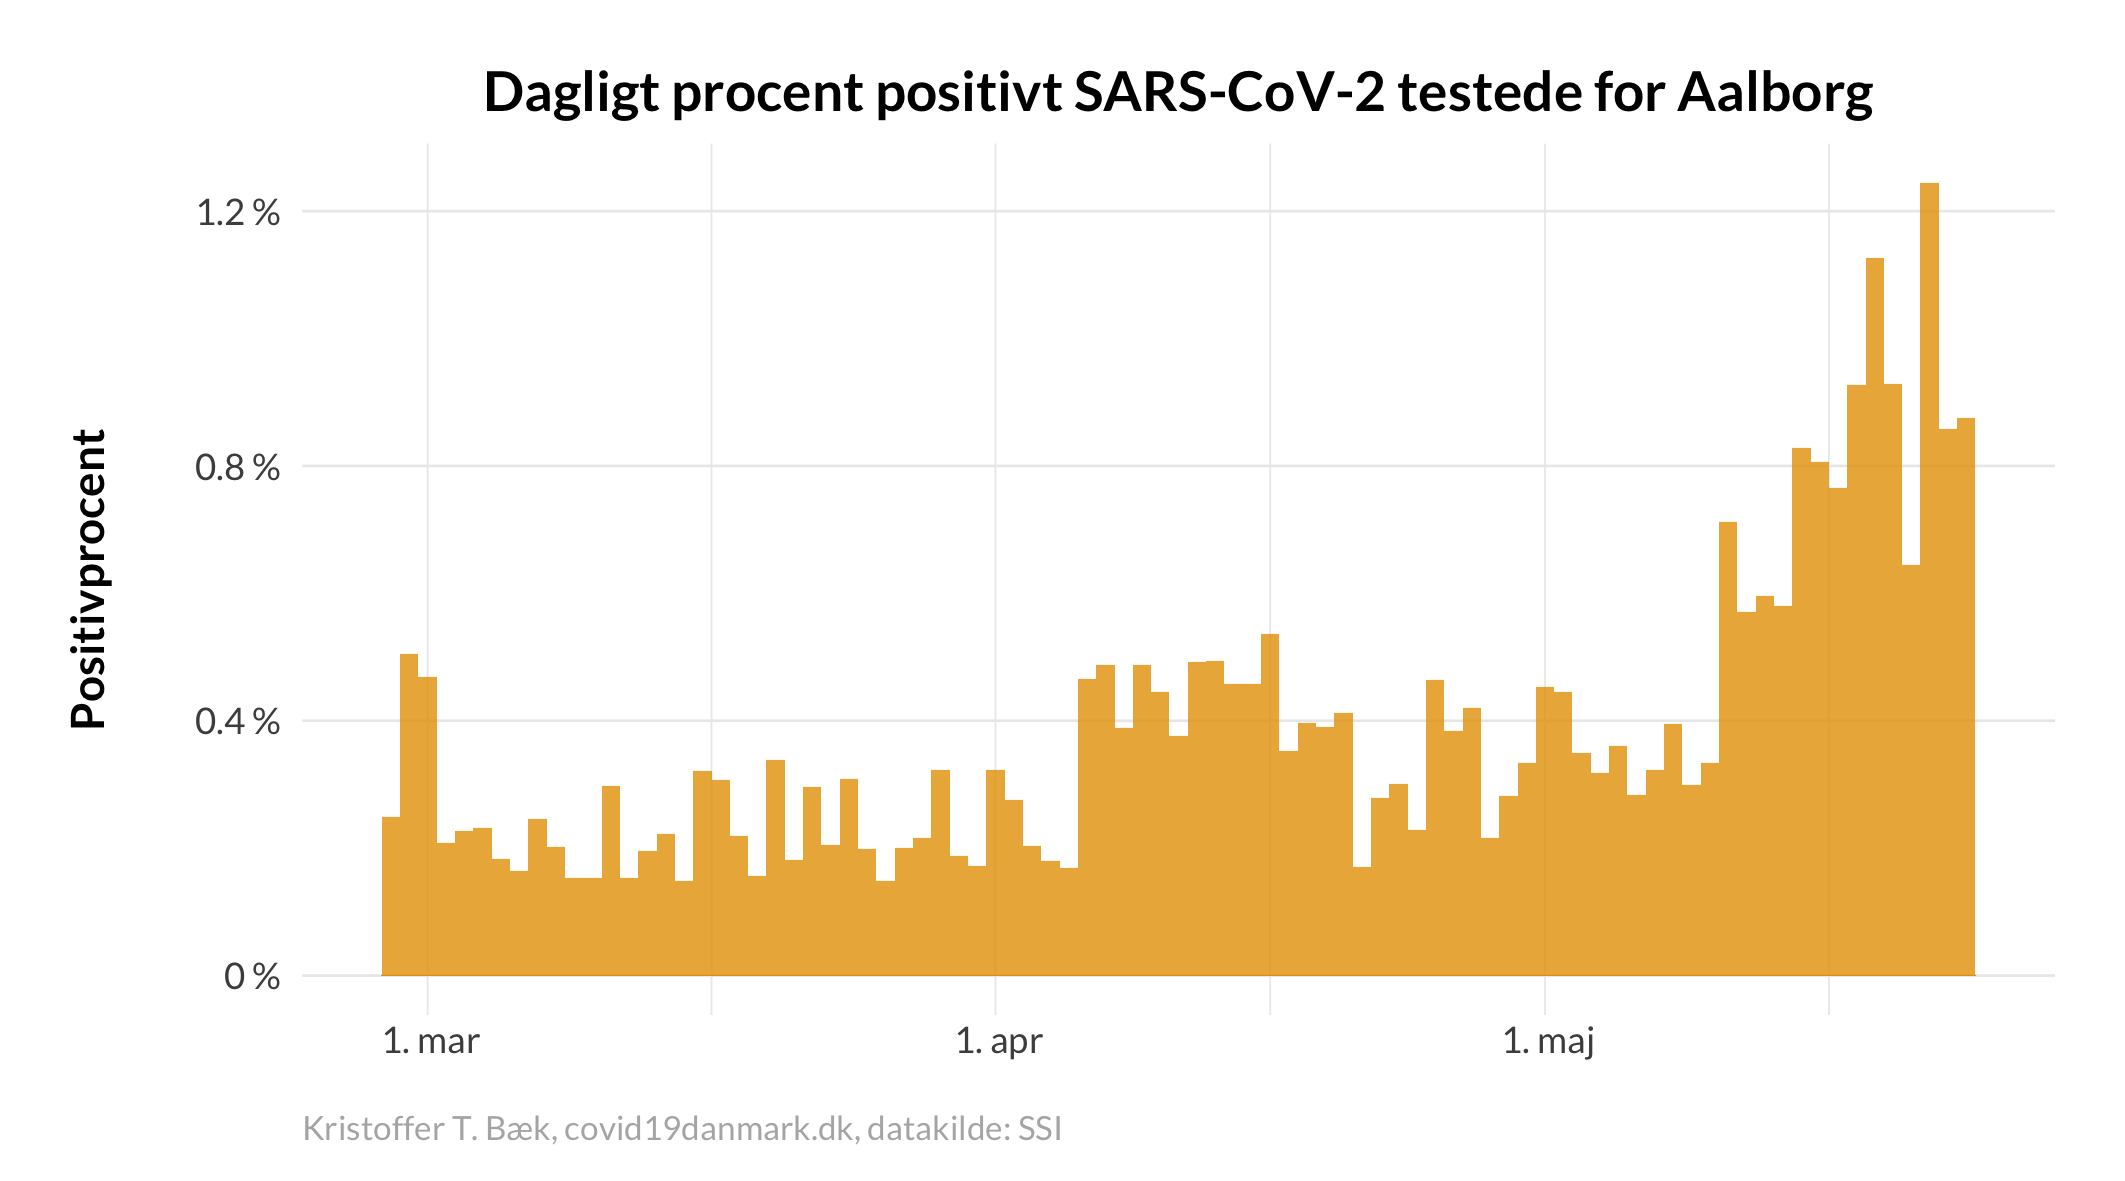 Dagligt procent positivt SARS-CoV-2 testede for Aalborg
Positivprocent
1.2 %
0.8 %
0.4 %
0 %
1. mar
1. apr
1. maj
Kristoffer T. Bæk, covid19danmark.dk, datakilde: SSI